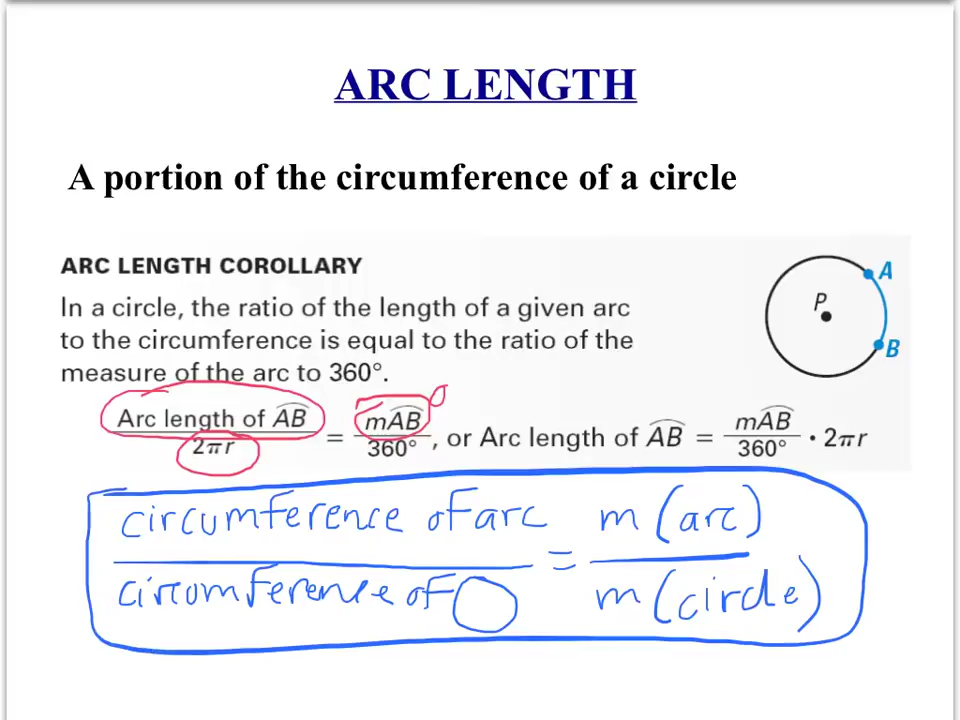 ARC LENGTH
A portion of the circumference of a circle
ARC LENGTH COROLLARY
In a circle, the ratio of the length of a given arc
to the circumference is equal to the ratio of the
measure of the arc to 360°.
Arc length of AB / 2πr = mAB / 360°, or Arc length of AB = mAB / 360° • 2πr
P
A
B
circumference of arc / circumference of ○ = m (arc) / m (circle)